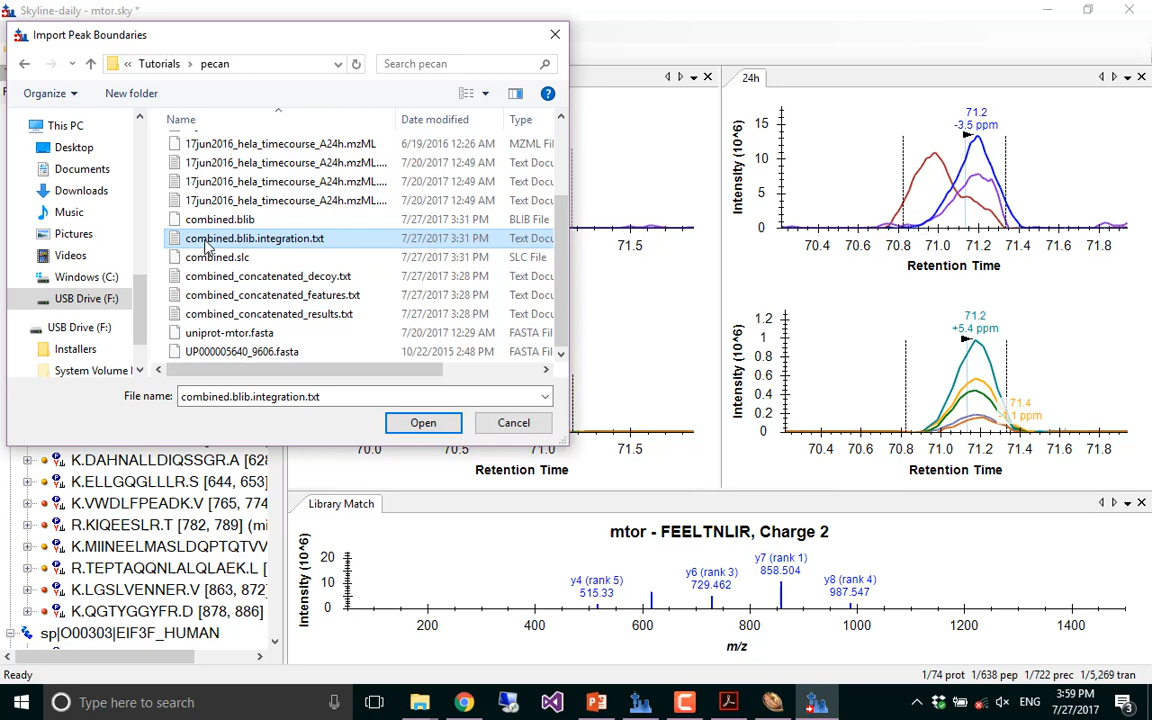 Skyline-daily - mtor.sky *
Import Peak Boundaries
« Tutorials › pecan
Search pecan
Organize
New folder
Name
Date modified
Type
This PC
Desktop
Documents
Downloads
Music
Pictures
Videos
Windows (C:)
USB Drive (F:)
USB Drive (F:)
Installers
System Volume I
17jun2016_hela_timecourse_A24h.mzML 6/19/2016 12:26 AM MZML Fil
17jun2016_hela_timecourse_A24h.mzML.... 7/20/2017 12:49 AM Text Docu
17jun2016_hela_timecourse_A24h.mzML.... 7/20/2017 12:49 AM Text Docu
17jun2016_hela_timecourse_A24h.mzML.... 7/20/2017 12:49 AM Text Docu
combined.blib 7/27/2017 3:31 PM BLIB File
combined.blib.integration.txt 7/27/2017 3:31 PM Text Docu
combined.slc 7/27/2017 3:31 PM SLC File
combined_concatenated_decoy.txt 7/27/2017 3:28 PM Text Docu
combined_concatenated_features.txt 7/27/2017 3:28 PM Text Docu
combined_concatenated_results.txt 7/27/2017 3:28 PM Text Docu
uniprot-mtor.fasta 7/20/2017 12:29 AM FASTA Fil
UP000005640_9606.fasta 10/22/2015 2:48 PM FASTA Fil
File name: combined.blib.integration.txt
Open
Cancel
K.DAHNALLDIQSSGR.A [628
K.ELLGQGLLLR.S [644, 653]
K.VWDLFPEADK.V [765, 774
R.KIQEESLR.T [782, 789] (mi
K.MIINEELMASLDQPTQTVV
R.TEPTAQQNLALQLAEK.L [
K.LGSLVENNER.V [863, 872]
K.QGTYGGYFR.D [878, 886]
sp|O00303|EIF3F_HUMAN
71.5
70.0 70.5 71.0 71.5
Retention Time
24h
71.2
-3.5 ppm
Intensity (10^6)
15
10
5
0
70.4 70.6 71.0 71.2 71.4 71.6 71.8
Retention Time
71.2
+5.4 ppm
71.4
Intensity (10^6)
1.2
1
0.8
0.6
0.4
0.2
0
70.4 70.6 71.0 71.2 71.4 71.6 71.8
Retention Time
Library Match
mtor - FEELTNLIR, Charge 2
Intensity (10^6)
20
10
0
y4 (rank 5)
515.33
y6 (rank 3)
729.462
y7 (rank 1)
858.504
y8 (rank 4)
987.547
200 400 600 800 1000 1200 1400
m/z
Ready
1/74 prot 1/638 pep 1/722 prec 1/5,269 tran
Type here to search
ENG
3:59 PM
7/27/2017
3